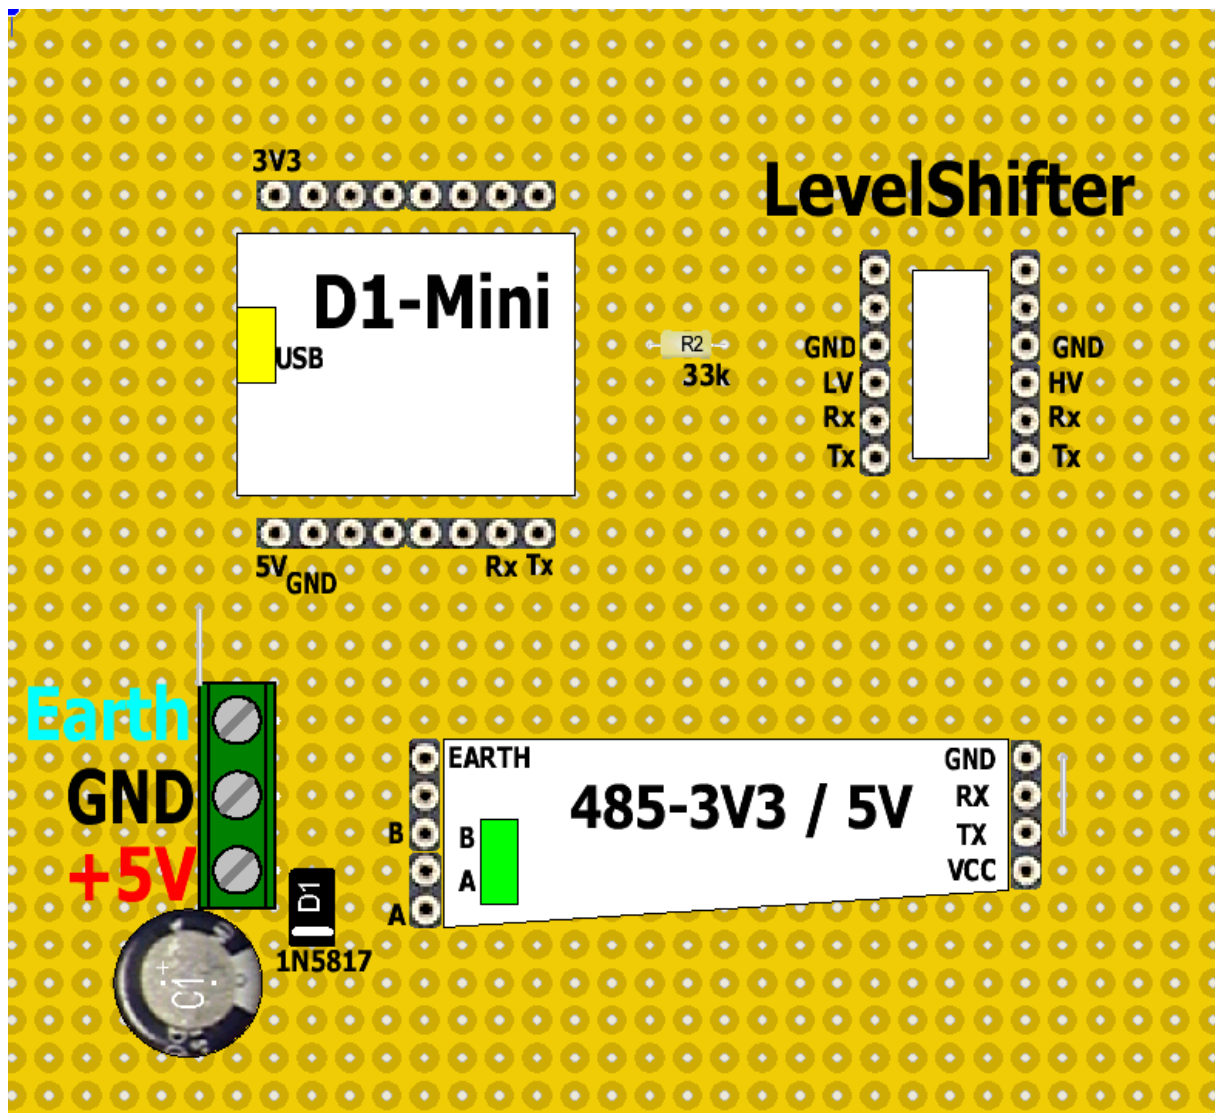 3V3
LevelShifter
D1-Mini
USB
R2
33k
GND
LV
Rx
Tx
GND
HV
Rx
Tx
5V
GND
Rx Tx
Earth
GND
+5V
D1
1N5817
C1
+
EARTH
B
A
B
A
485-3V3 / 5V
GND
RX
TX
VCC